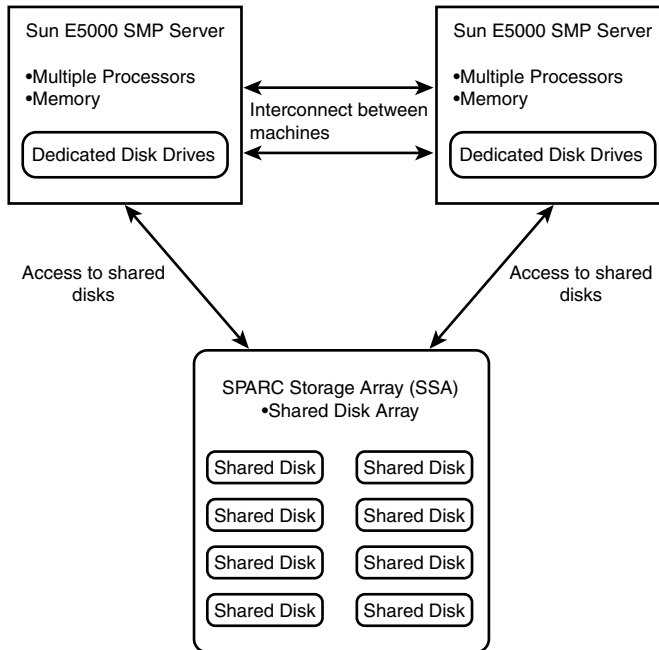 Sun E5000 SMP Server
•Multiple Processors
•Memory
Dedicated Disk Drives
Interconnect between
machines
Sun E5000 SMP Server
•Multiple Processors
•Memory
Dedicated Disk Drives
Access to shared
disks
Access to shared
disks
SPARC Storage Array (SSA)
•Shared Disk Array
Shared Disk
Shared Disk
Shared Disk
Shared Disk
Shared Disk
Shared Disk
Shared Disk
Shared Disk